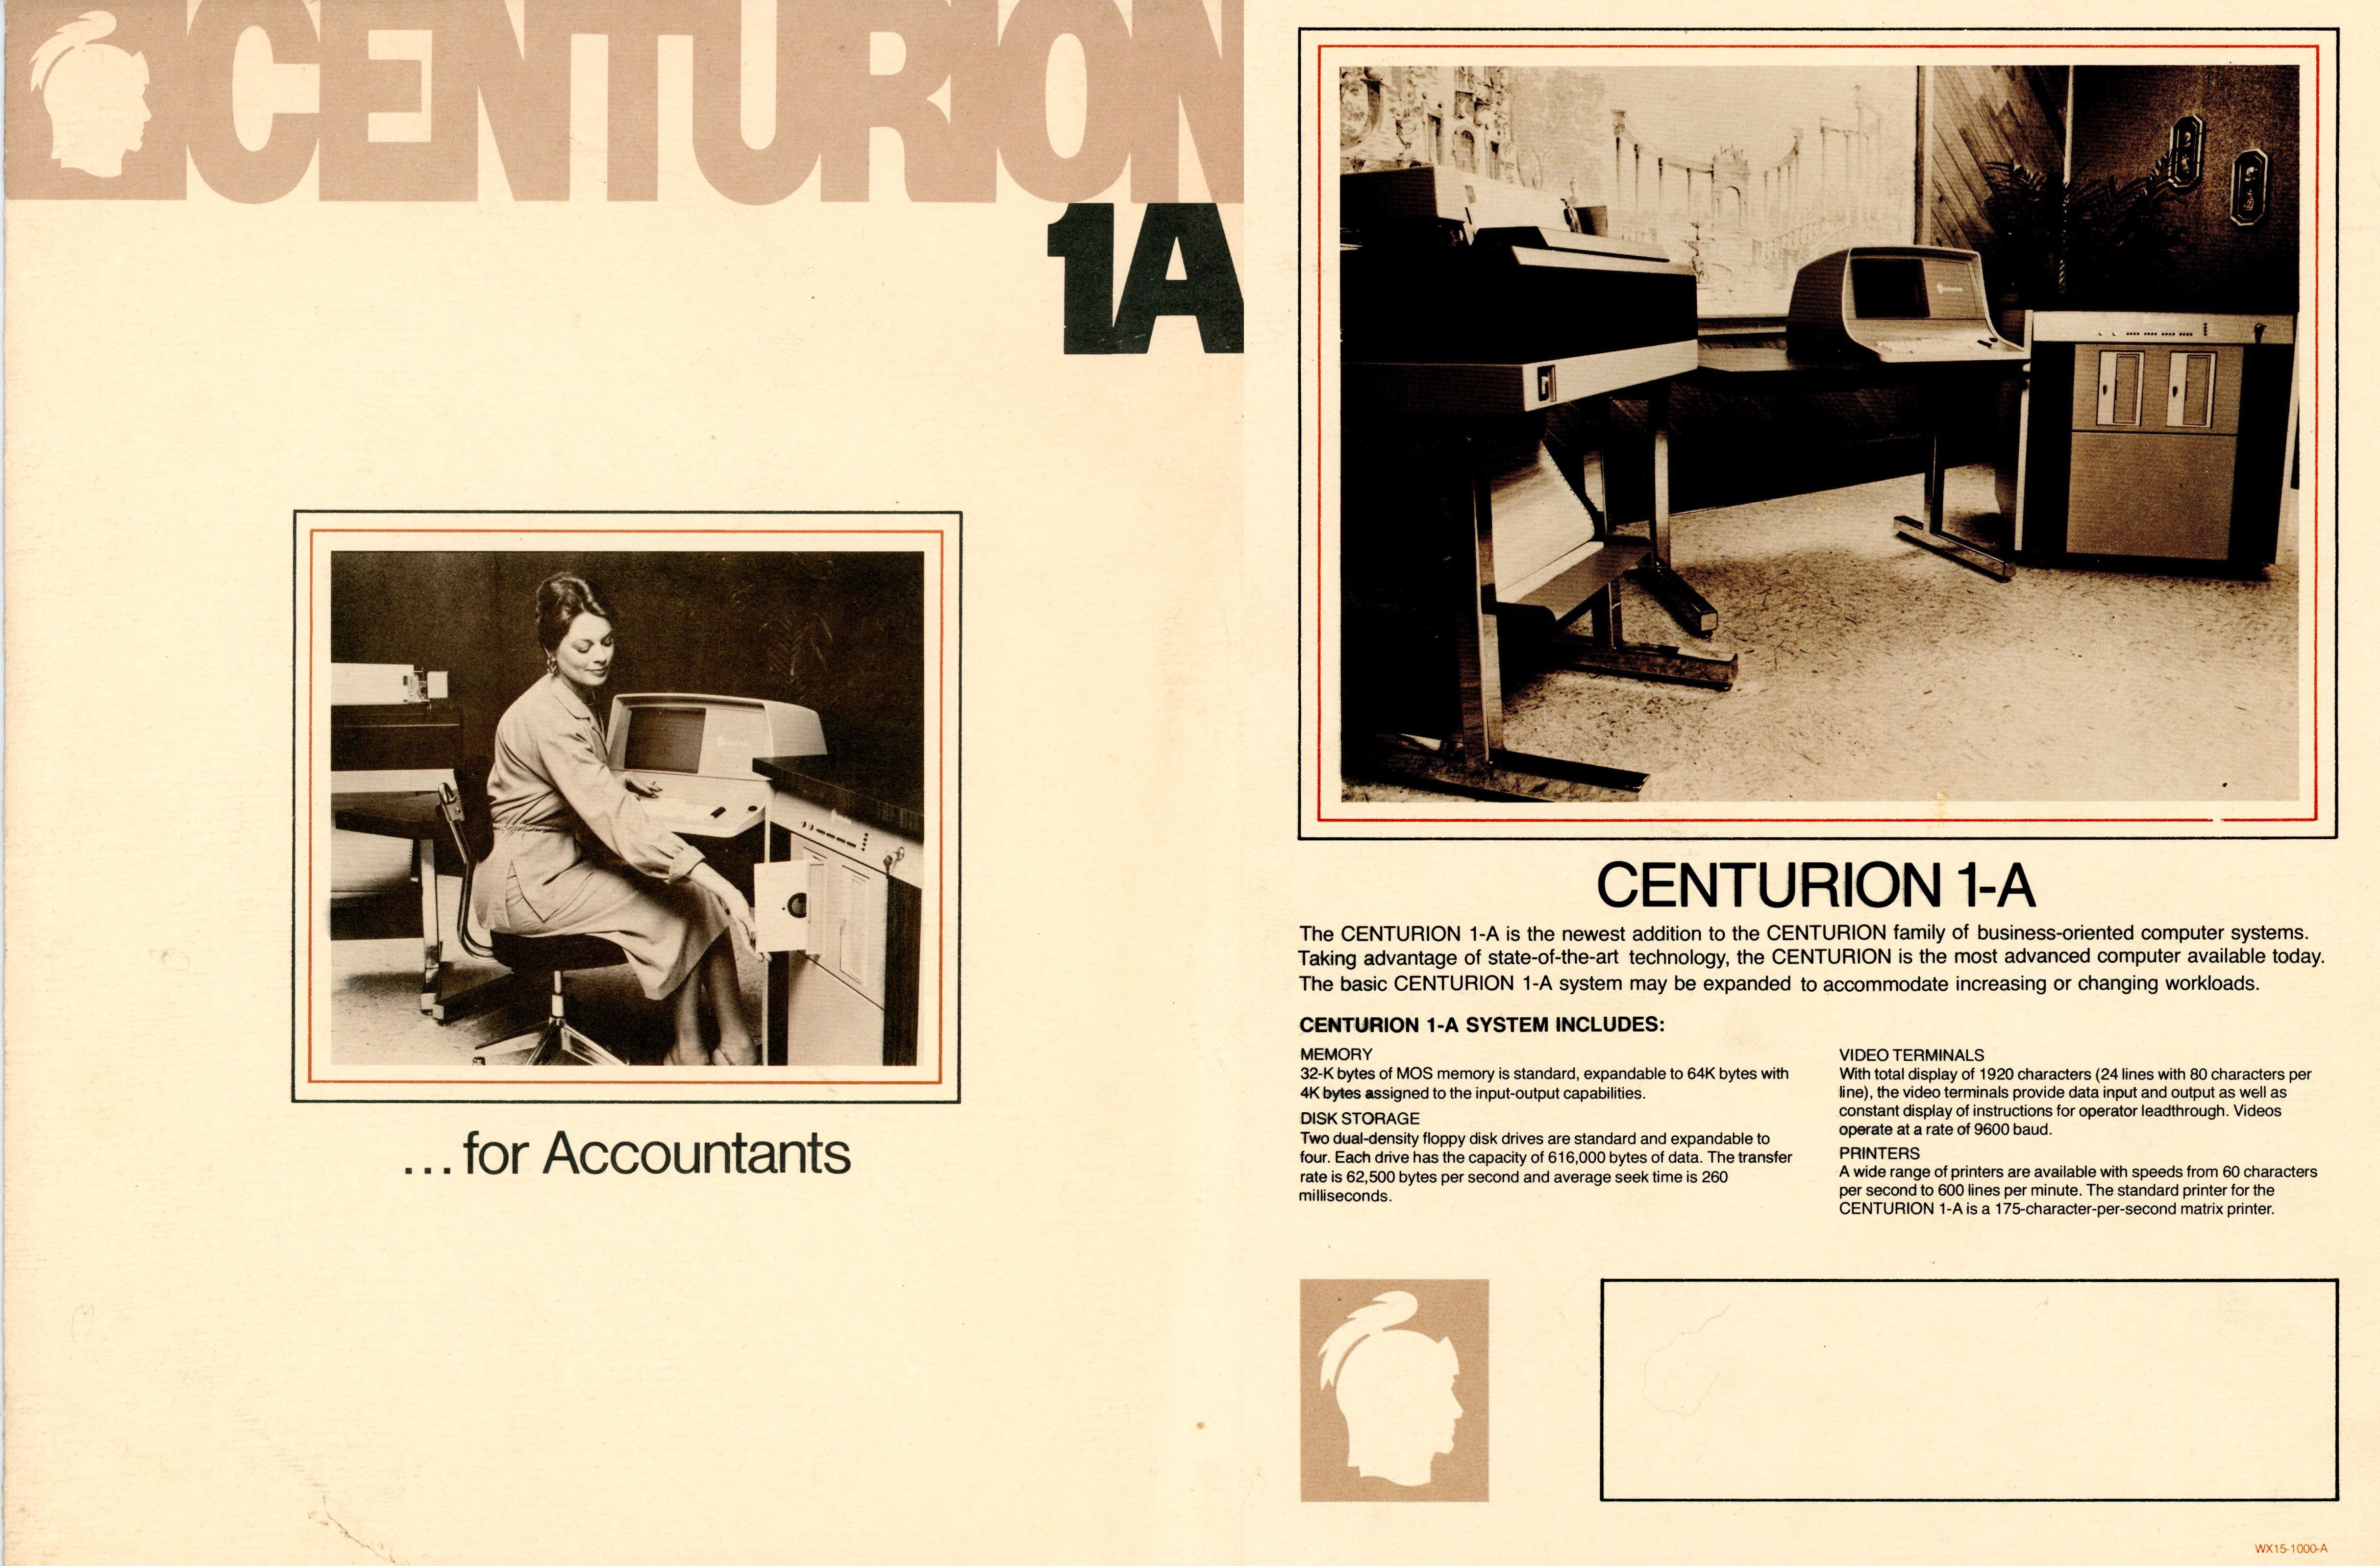 CENTURION
1A
...for Accountants
CENTURION 1-A
The CENTURION 1-A is the newest addition to the CENTURION family of business-oriented computer systems.
Taking advantage of state-of-the-art technology, the CENTURION is the most advanced computer available today.
The basic CENTURION 1-A system may be expanded to accommodate increasing or changing workloads.
CENTURION 1-A SYSTEM INCLUDES:
MEMORY
32-K bytes of MOS memory is standard, expandable to 64K bytes with
4K bytes assigned to the input-output capabilities.
DISK STORAGE
Two dual-density floppy disk drives are standard and expandable to
four. Each drive has the capacity of 616,000 bytes of data. The transfer
rate is 62,500 bytes per second and average seek time is 260
milliseconds.
VIDEO TERMINALS
With total display of 1920 characters (24 lines with 80 characters per
line), the video terminals provide data input and output as well as
constant display of instructions for operator leadthrough. Videos
operate at a rate of 9600 baud.
PRINTERS
A wide range of printers are available with speeds from 60 characters
per second to 600 lines per minute. The standard printer for the
CENTURION 1-A is a 175-character-per-second matrix printer.
WX15-1000-A